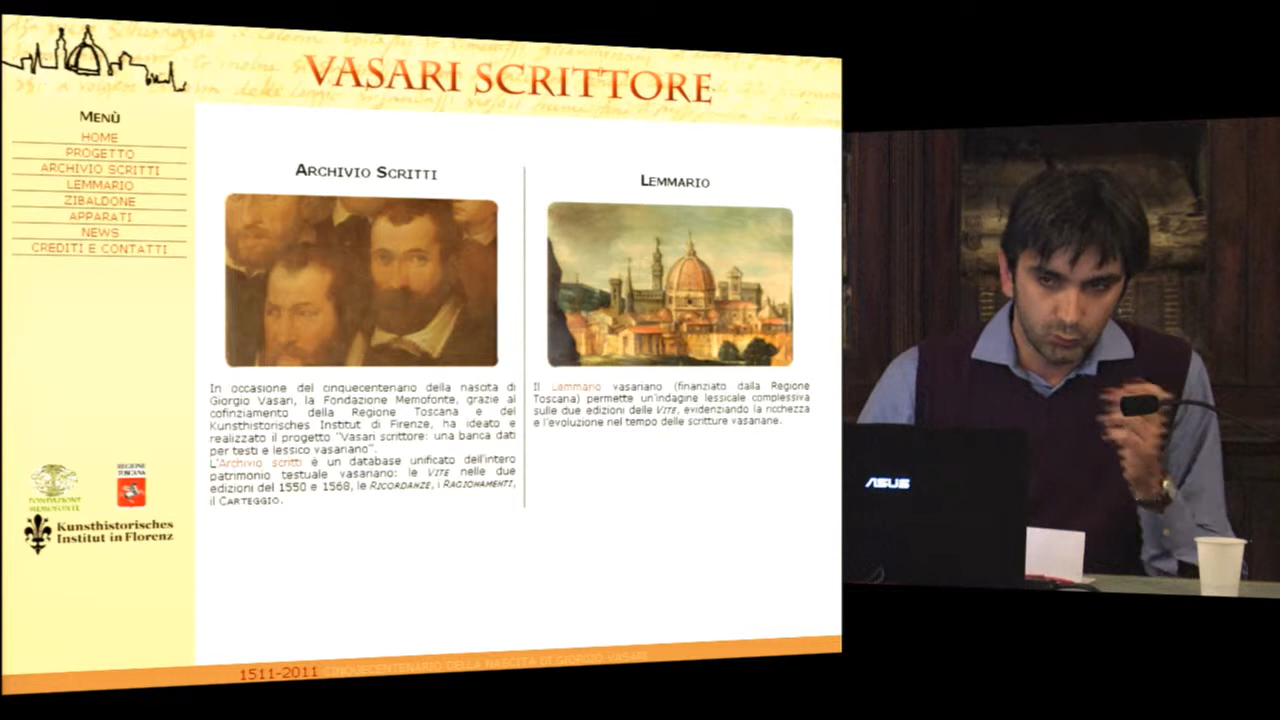 VASARI SCRITTORE
MENÙ
HOME
PROGETTO
ARCHIVIO SCRITTI
LEMMARIO
ZIBALDONE
APPARATI
NEWS
CREDITI E CONTATTI
ARCHIVIO SCRITTI
In occasione del cinquecentenario della nascita di
Giorgio Vasari, la Fondazione Memofonte, grazie al
cofinziamento della Regione Toscana e del
Kunsthistorisches Institut di Firenze, ha ideato e
realizzato il progetto "Vasari scrittore: una banca dati
per testi e lessico vasariano".
L'Archivio scritti è un database unificato dell'intero
patrimonio testuale vasariano: le VITE nelle due
edizioni del 1550 e 1568, le RICORDANZE, i RAGIONAMENTI,
il CARTEGGIO.
LEMMARIO
Il Lemmario vasariano (finanziato dalla Regione
Toscana) permette un'indagine lessicale complessiva
sulle due edizioni delle VITE, evidenziando la ricchezza
e l'evoluzione nel tempo delle scritture vasariane.
FONDAZIONE
MEMOFONTE
REGIONE
TOSCANA
Kunsthistorisches
Institut in Florenz
1511-2011 CINQUECENTENARIO DELLA NASCITA DI GIORGIO VASARI
ASUS